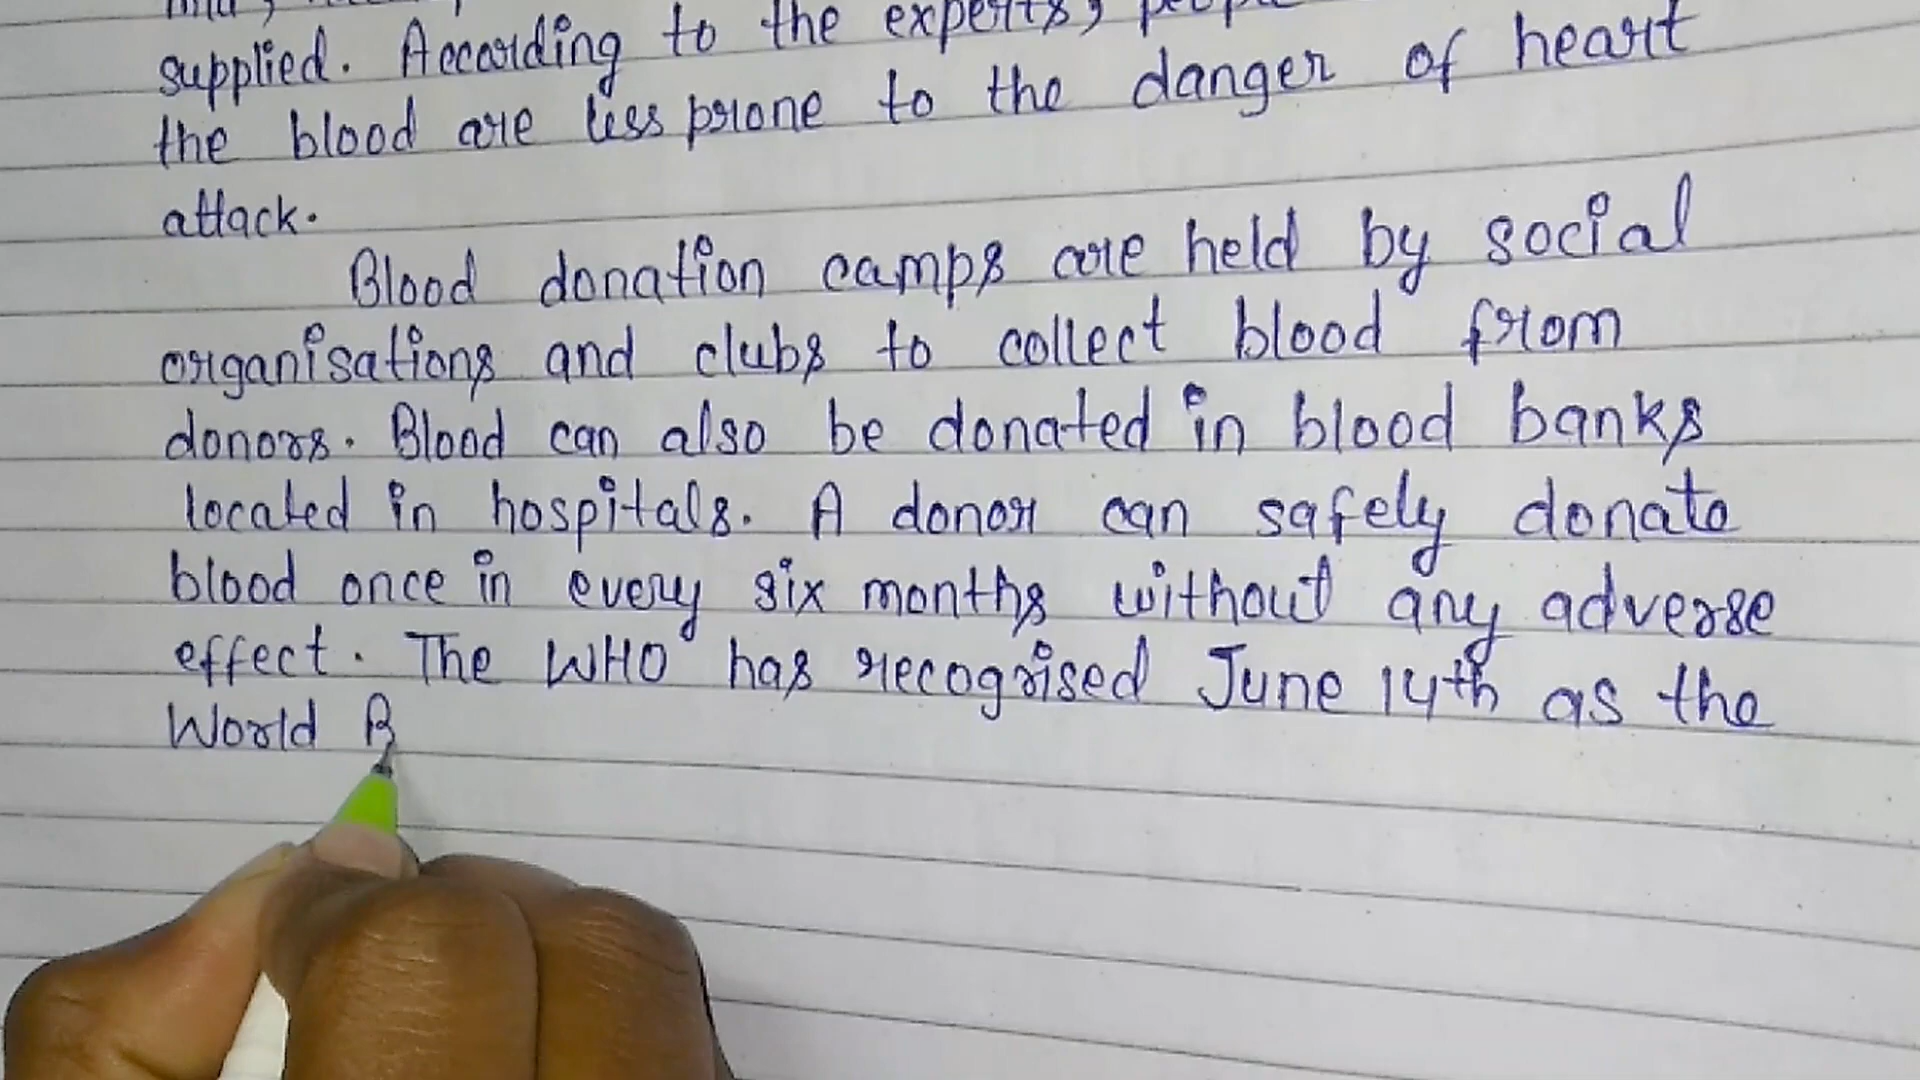 supplied. According to the experts,
the blood are less prone to the danger of heart
attack.
Blood donation camps are held by social
organisations and clubs to collect blood from
donors. Blood can also be donated in blood banks
located in hospitals. A donor can safely donate
blood once in every six months without any adverse
effect. The WHO has recognised June 14th as the
World B